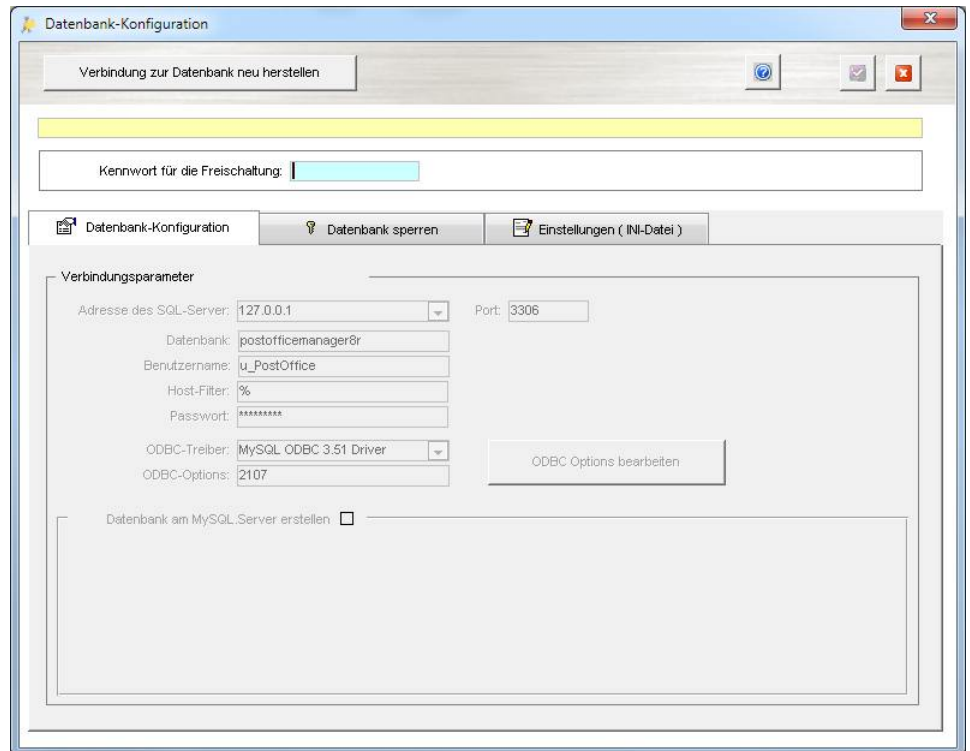 Datenbank-Konfiguration
Verbindung zur Datenbank neu herstellen
Kennwort für die Freischaltung:
Datenbank-Konfiguration Datenbank sperren Einstellungen ( INI-Datei )
Verbindungsparameter
Adresse des SQL-Server: 127.0.0.1 Port: 3306
Datenbank: postofficemanager8r
Benutzername: u_PostOffice
Host-Filter: %
Passwort: *********
ODBC-Treiber: MySQL ODBC 3.51 Driver ODBC Options bearbeiten
ODBC-Options: 2107
Datenbank am MySQL.Server erstellen